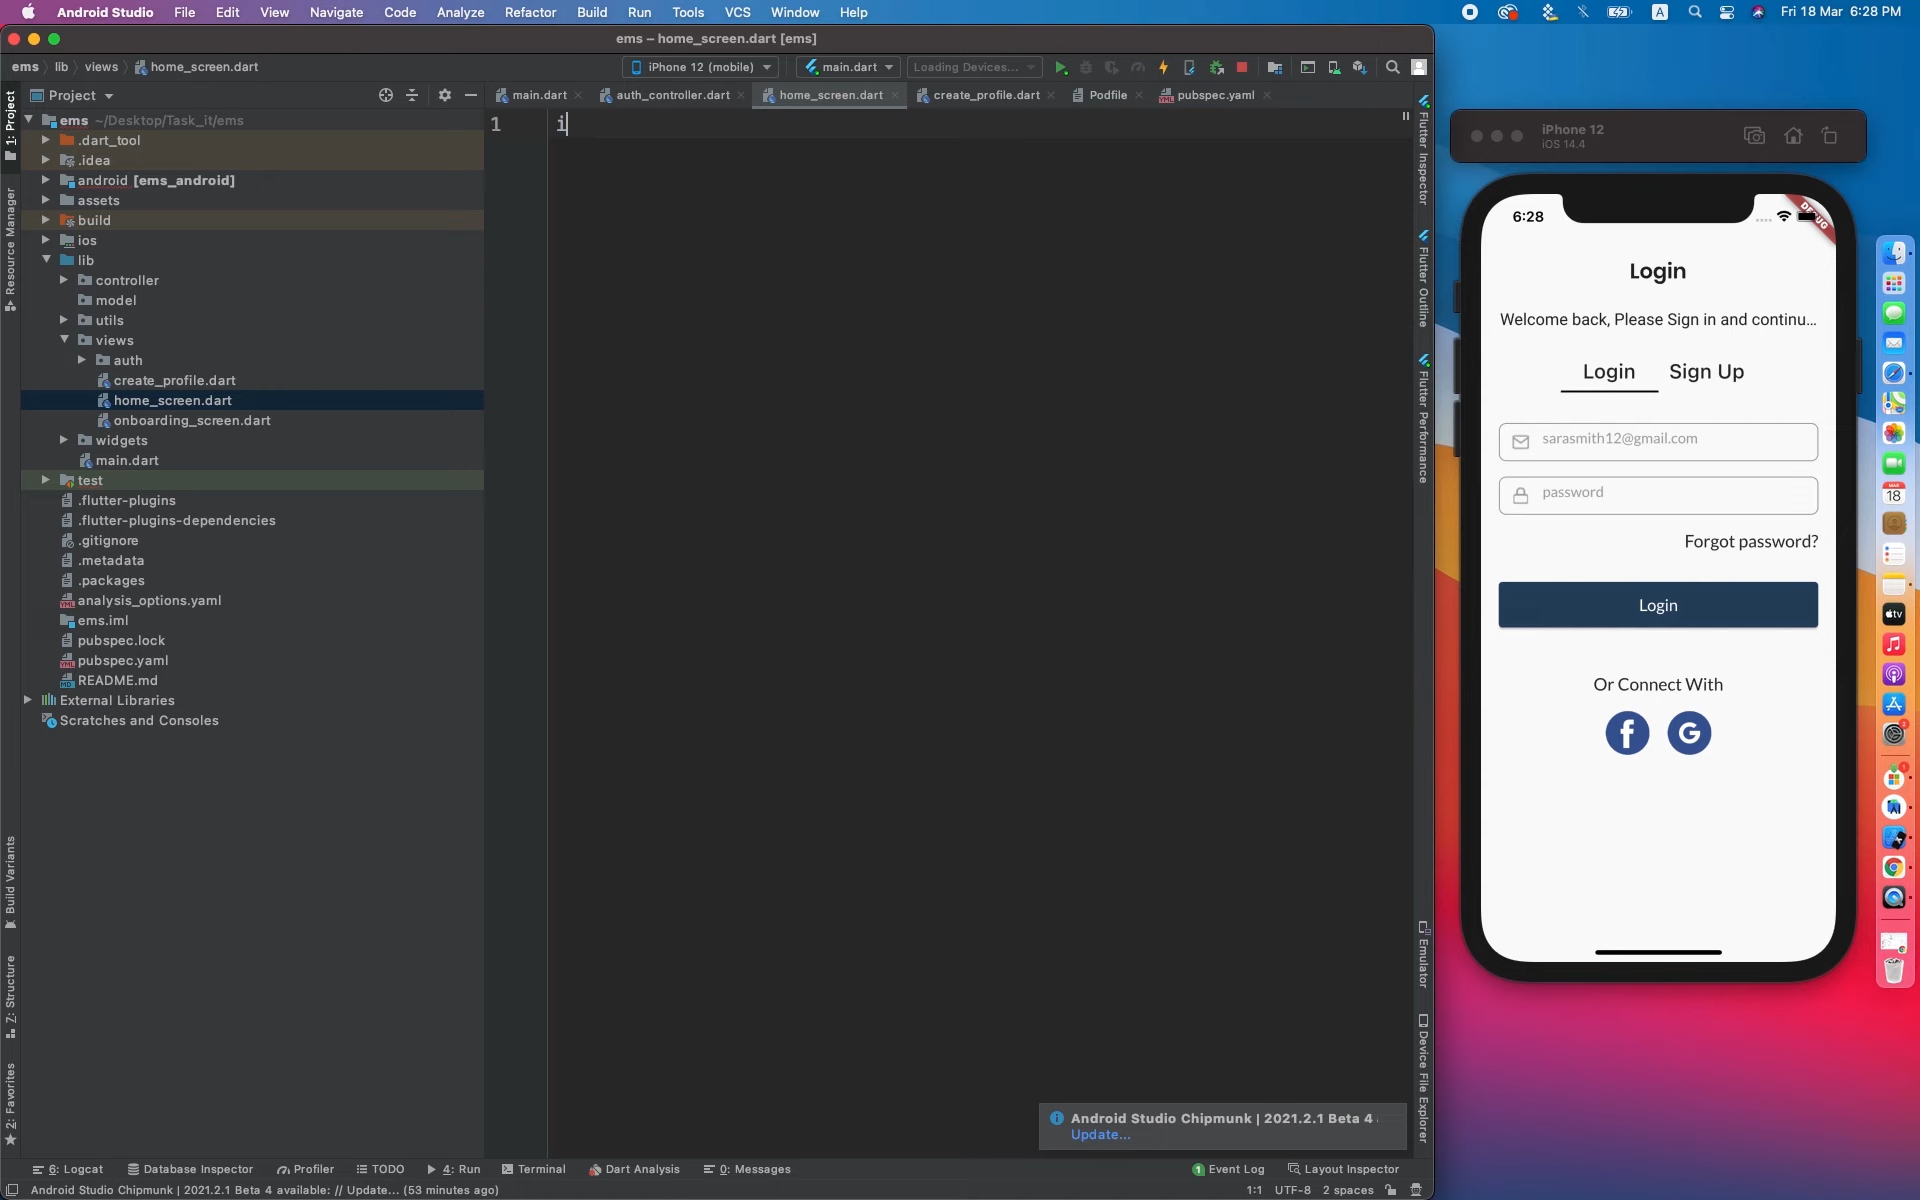 Android Studio File Edit View Navigate Code Analyze Refactor Build Run Tools VCS Window Help
A Fri 18 Mar 6:28 PM
ems – home_screen.dart [ems]
ems lib views home_screen.dart
iPhone 12 (mobile) main.dart Loading Devices...
1: Project
Resource Manager
Build Variants
Z: Structure
2: Favorites
Project
ems ~/Desktop/Task_it/ems
.dart_tool
.idea
android [ems_android]
assets
build
ios
lib
controller
model
utils
views
auth
create_profile.dart
home_screen.dart
onboarding_screen.dart
widgets
main.dart
test
.flutter-plugins
.flutter-plugins-dependencies
.gitignore
.metadata
.packages
analysis_options.yaml
ems.iml
pubspec.lock
pubspec.yaml
README.md
External Libraries
Scratches and Consoles
main.dart auth_controller.dart home_screen.dart create_profile.dart Podfile pubspec.yaml
1 i
Flutter Inspector
Flutter Outline
Flutter Performance
Emulator
Device File Explorer
Android Studio Chipmunk | 2021.2.1 Beta 4
Update...
6: Logcat Database Inspector Profiler TODO 4: Run Terminal Dart Analysis 0: Messages 1 Event Log Layout Inspector
Android Studio Chipmunk | 2021.2.1 Beta 4 available: // Update... (53 minutes ago) 1:1 UTF-8 2 spaces
iPhone 12
iOS 14.4
6:28
DEBUG
Login
Welcome back, Please Sign in and continu...
Login Sign Up
sarasmith12@gmail.com
password
Forgot password?
Login
Or Connect With
f G
MAR
18
tv